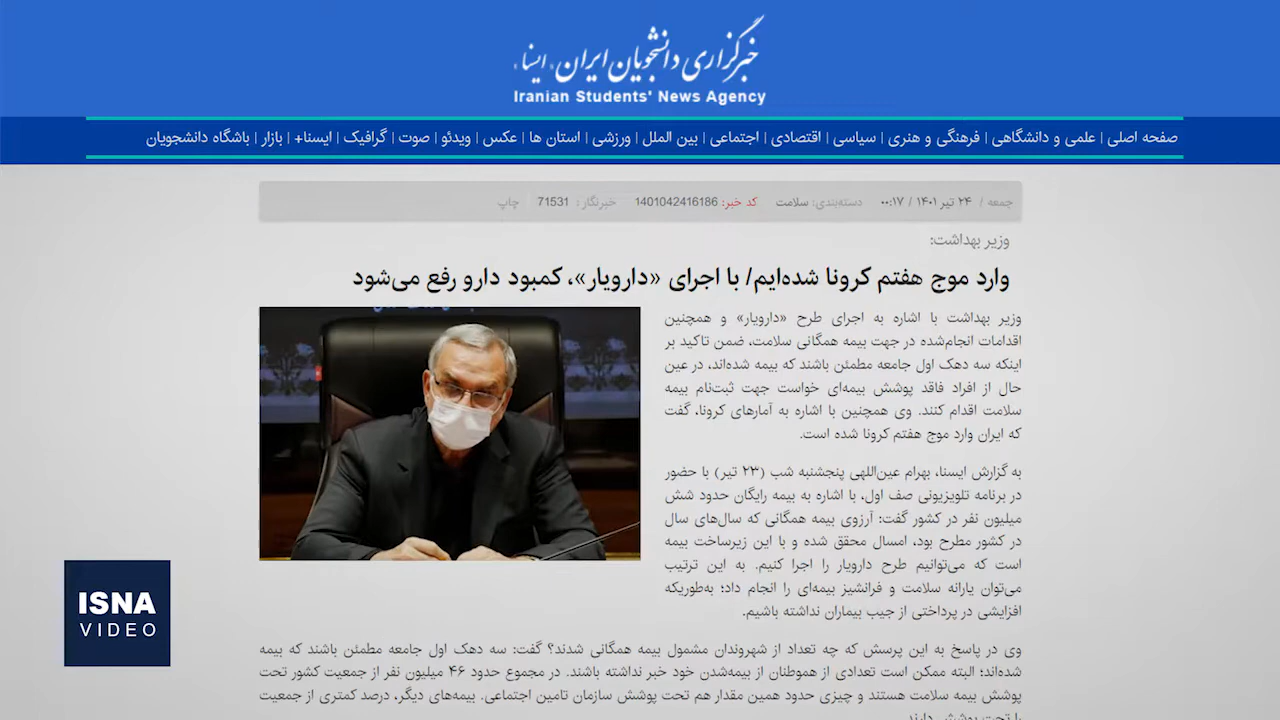 خبرگزاری دانشجویان ایران، ایسنا،
Iranian Students' News Agency
صفحه اصلی | علمی و دانشگاهی | فرهنگی و هنری | سیاسی | اقتصادی | اجتماعی | بین الملل | ورزشی | استان ها | عکس | ویدئو | صوت | گرافیک | ایسنا+ | بازار | باشگاه دانشجویان
جمعه / ۲۴ تیر ۱۴۰۱ / ۰۰:۱۷ دسته‌بندی: سلامت کد خبر: 1401042416186 خبرنگار : 71531 چاپ
وزیر بهداشت:
وارد موج هفتم کرونا شده‌ایم/ با اجرای «دارویار»، کمبود دارو رفع می‌شود
وزیر بهداشت با اشاره به اجرای طرح «دارویار» و همچنین
اقدامات انجام‌شده در جهت بیمه همگانی سلامت، ضمن تاکید بر
اینکه سه دهک اول جامعه مطمئن باشند که بیمه شده‌اند، در عین
حال از افراد فاقد پوشش بیمه‌ای خواست جهت ثبت‌نام بیمه
سلامت اقدام کنند. وی همچنین با اشاره به آمارهای کرونا، گفت
که ایران وارد موج هفتم کرونا شده است.
به گزارش ایسنا، بهرام عین‌اللهی پنجشنبه شب (۲۳ تیر) با حضور
در برنامه تلویزیونی صف اول، با اشاره به بیمه رایگان حدود شش
میلیون نفر در کشور گفت: آرزوی بیمه همگانی که سال‌های سال
در کشور مطرح بود، امسال محقق شده و با این زیرساخت بیمه
است که می‌توانیم طرح دارویار را اجرا کنیم. به این ترتیب
می‌توان یارانه سلامت و فرانشیز بیمه‌ای را انجام داد؛ به‌طوریکه
افزایشی در پرداختی از جیب بیماران نداشته باشیم.
وی در پاسخ به این پرسش که چه تعداد از شهروندان مشمول بیمه همگانی شدند؟ گفت: سه دهک اول جامعه مطمئن باشند که بیمه
شده‌اند؛ البته ممکن است تعدادی از هموطنان از بیمه‌شدن خود خبر نداشته باشند. در مجموع حدود ۴۶ میلیون نفر از جمعیت کشور تحت
پوشش بیمه سلامت هستند و چیزی حدود همین مقدار هم تحت پوشش سازمان تامین اجتماعی. بیمه‌های دیگر، درصد کمتری از جمعیت
را تحت پوشش دارند.
ISNA
VIDEO